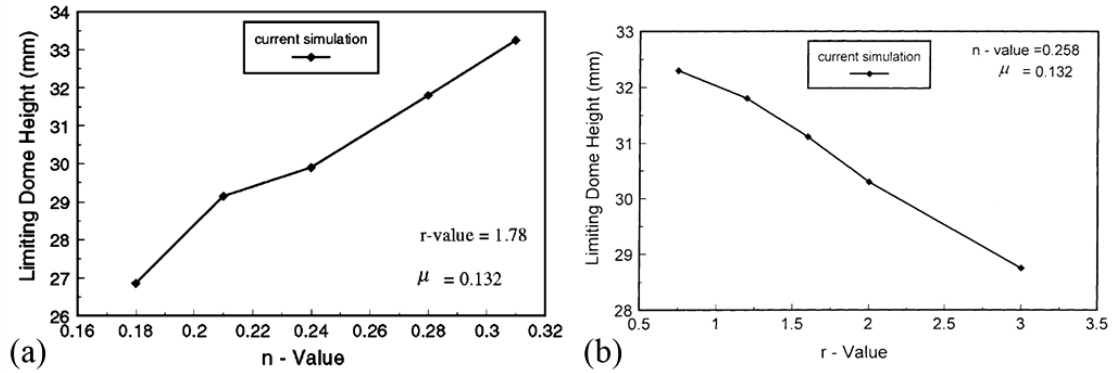 34
33
32
31
30
29
28
27
26
Limiting Dome Height (mm)
current simulation
r-value = 1.78
μ = 0.132
0.16 0.18 0.2 0.22 0.24 0.26 0.28 0.3 0.32
n - Value
(a)
33
32
31
30
29
28
Limiting Dome Height (mm)
current simulation
n - value =0.258
μ = 0.132
0.5 1 1.5 2 2.5 3 3.5
r - Value
(b)